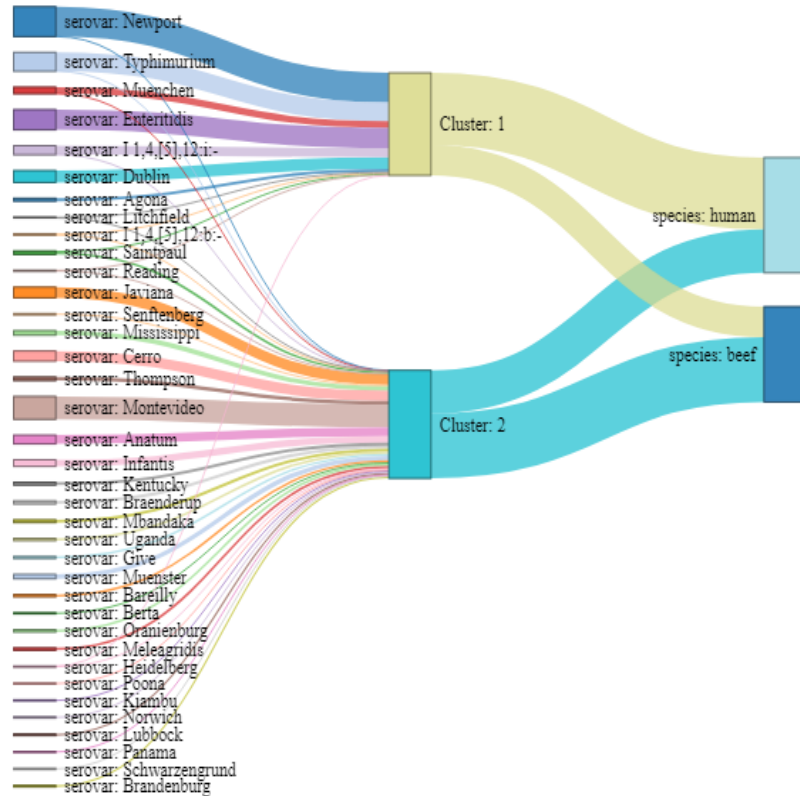 serovar: Newport
serovar: Typhimurium
serovar: Muenchen
serovar: Enteritidis
serovar: I 1,4,[5],12:i:-
serovar: Dublin
serovar: Agona
serovar: Litchfield
serovar: I 1,4,[5],12:b:-
serovar: Saintpaul
serovar: Reading
serovar: Javiana
serovar: Senftenberg
serovar: Mississippi
serovar: Cerro
serovar: Thompson
serovar: Montevideo
serovar: Anatum
serovar: Infantis
serovar: Kentucky
serovar: Braenderup
serovar: Mbandaka
serovar: Uganda
serovar: Give
serovar: Muenster
serovar: Bareilly
serovar: Berta
serovar: Oranienburg
serovar: Meleagridis
serovar: Heidelberg
serovar: Poona
serovar: Kiambu
serovar: Norwich
serovar: Lubbock
serovar: Panama
serovar: Schwarzengrund
serovar: Brandenburg
Cluster: 1
Cluster: 2
species: human
species: beef